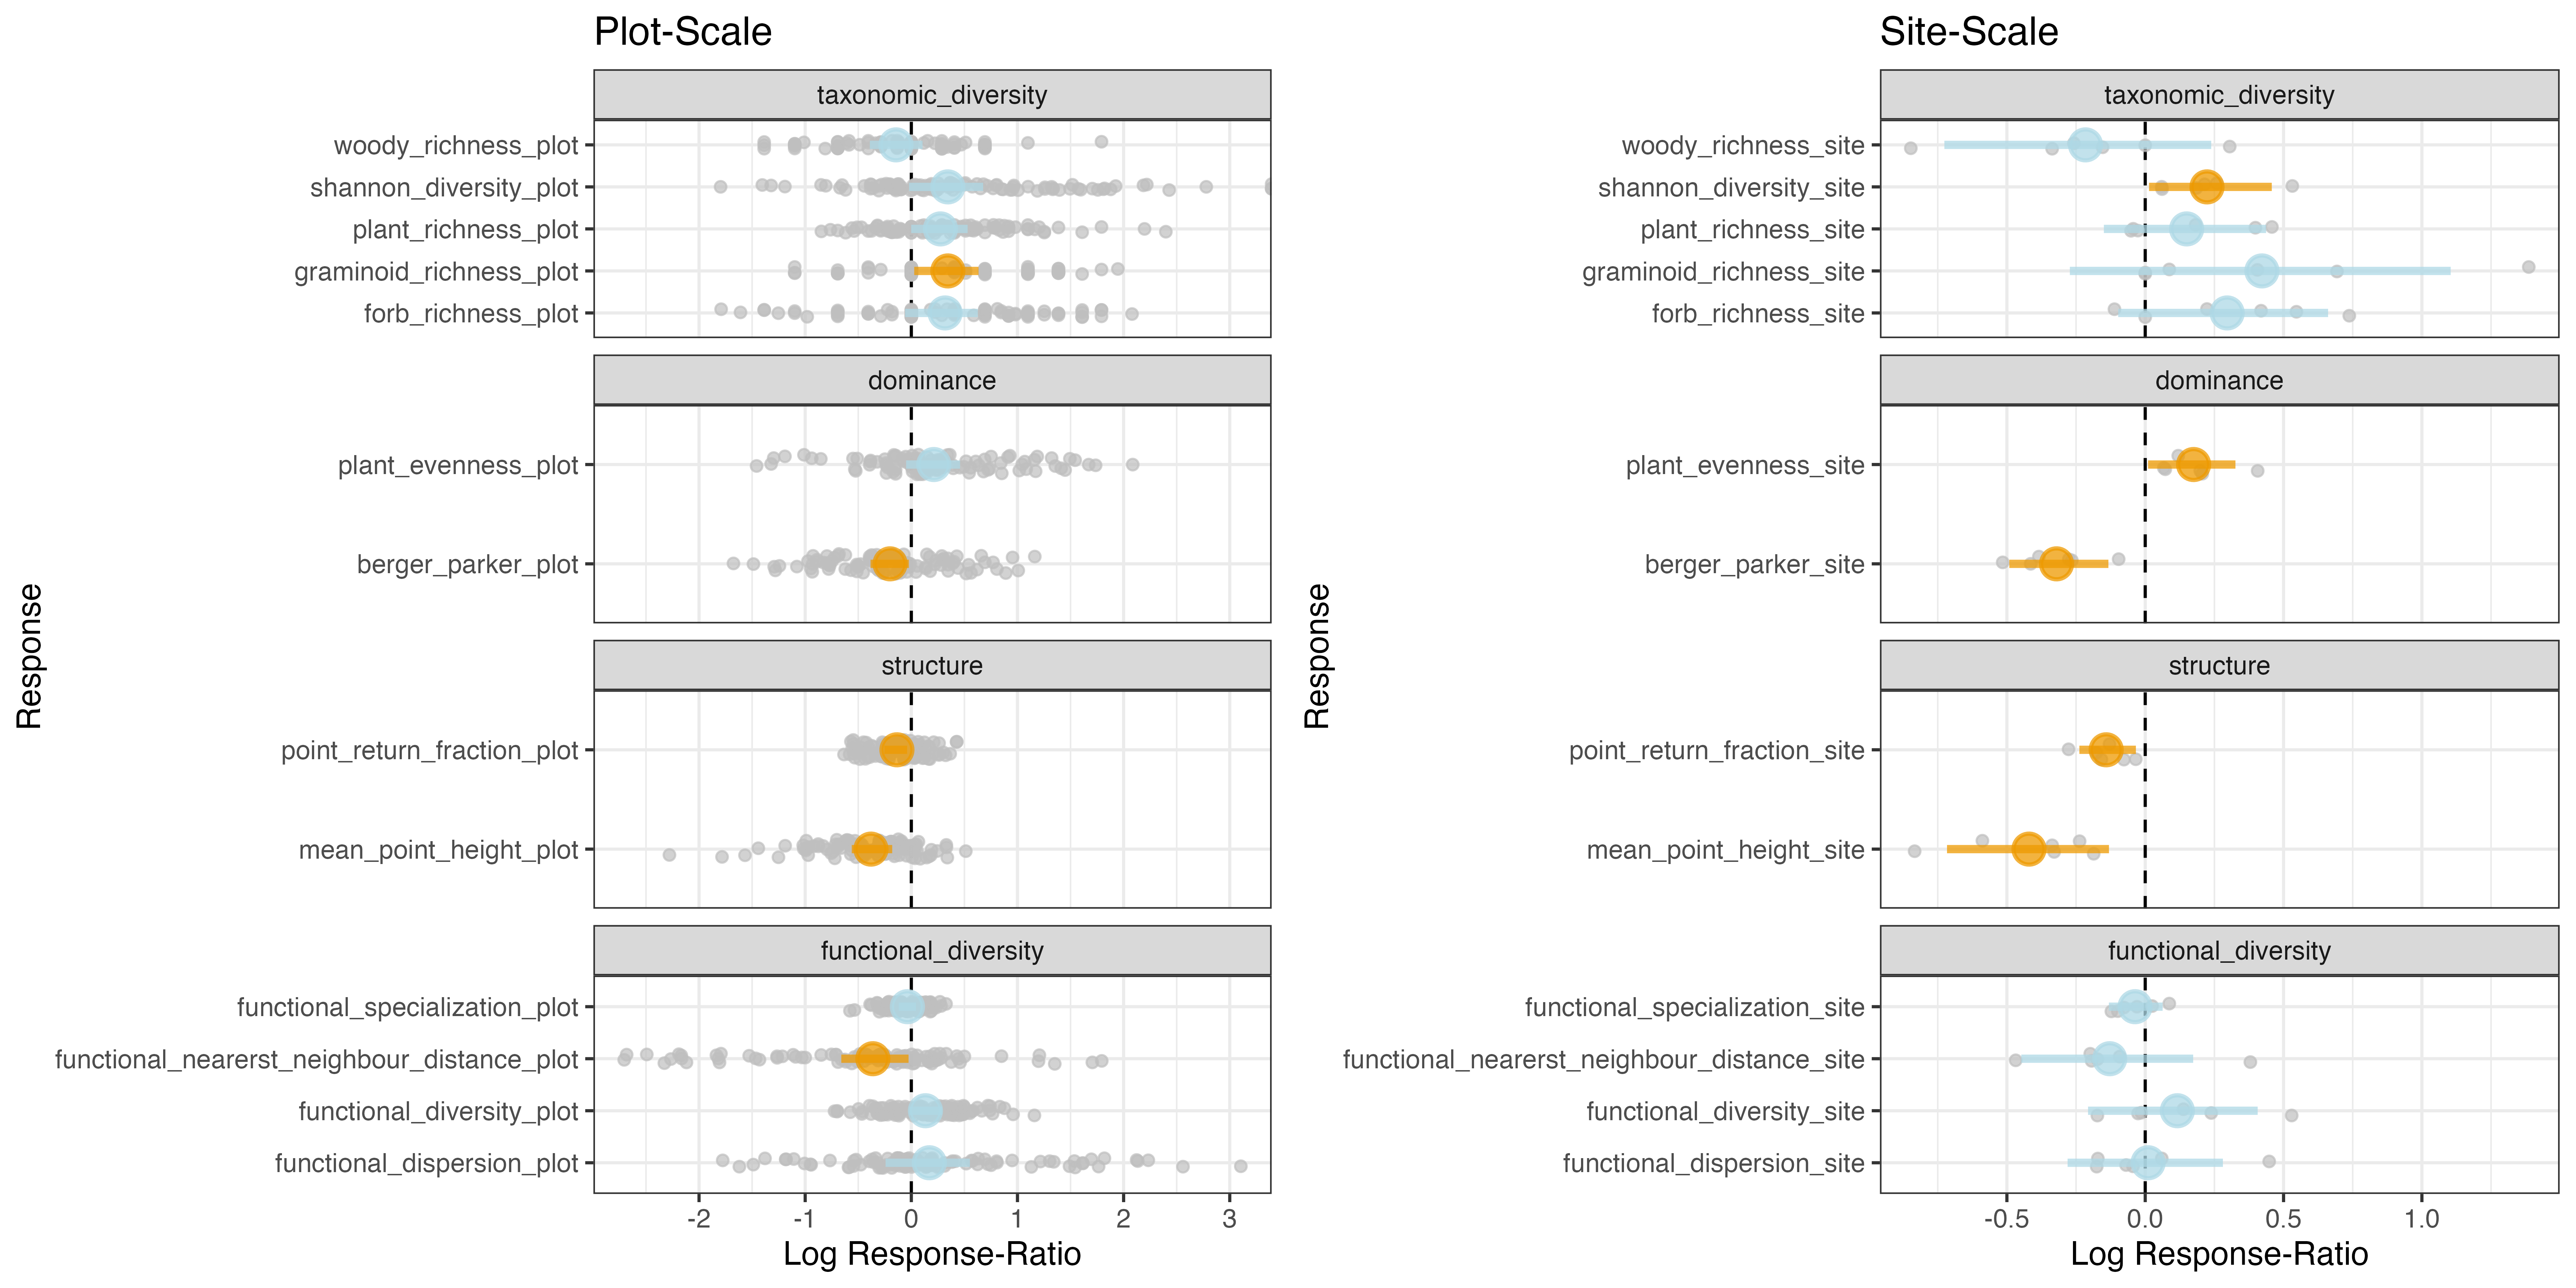 Plot-Scale
taxonomic_diversity
woody_richness_plot
shannon_diversity_plot
plant_richness_plot
graminoid_richness_plot
forb_richness_plot
dominance
plant_evenness_plot
berger_parker_plot
structure
point_return_fraction_plot
mean_point_height_plot
functional_diversity
functional_specialization_plot
functional_nearerst_neighbour_distance_plot
functional_diversity_plot
functional_dispersion_plot
-2 -1 0 1 2 3
Log Response-Ratio
Response
Site-Scale
taxonomic_diversity
woody_richness_site
shannon_diversity_site
plant_richness_site
graminoid_richness_site
forb_richness_site
dominance
plant_evenness_site
berger_parker_site
structure
point_return_fraction_site
mean_point_height_site
functional_diversity
functional_specialization_site
functional_nearerst_neighbour_distance_site
functional_diversity_site
functional_dispersion_site
-0.5 0.0 0.5 1.0
Log Response-Ratio
Response